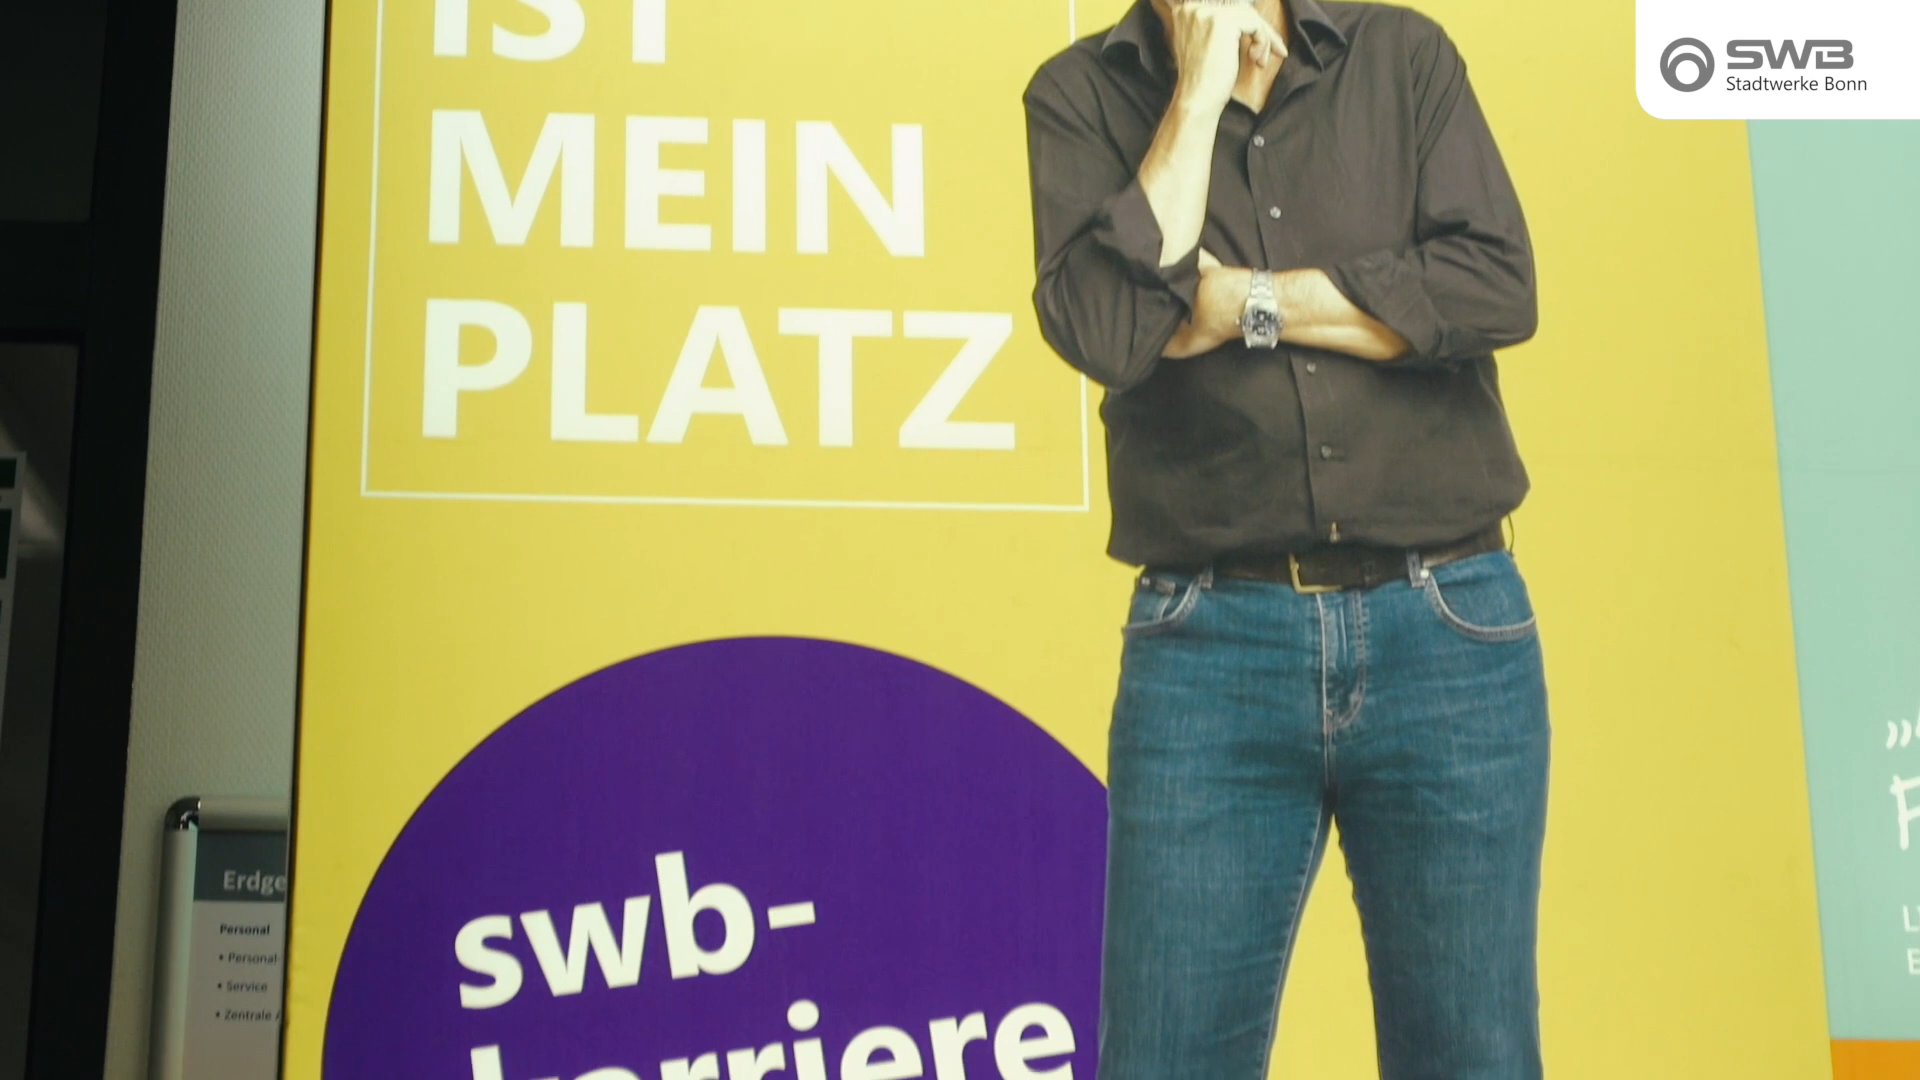 SWB
Stadtwerke Bonn
IST
MEIN
PLATZ
swb-
karriere
Erdge
Personal
• Personal
• Service
• Zentrale